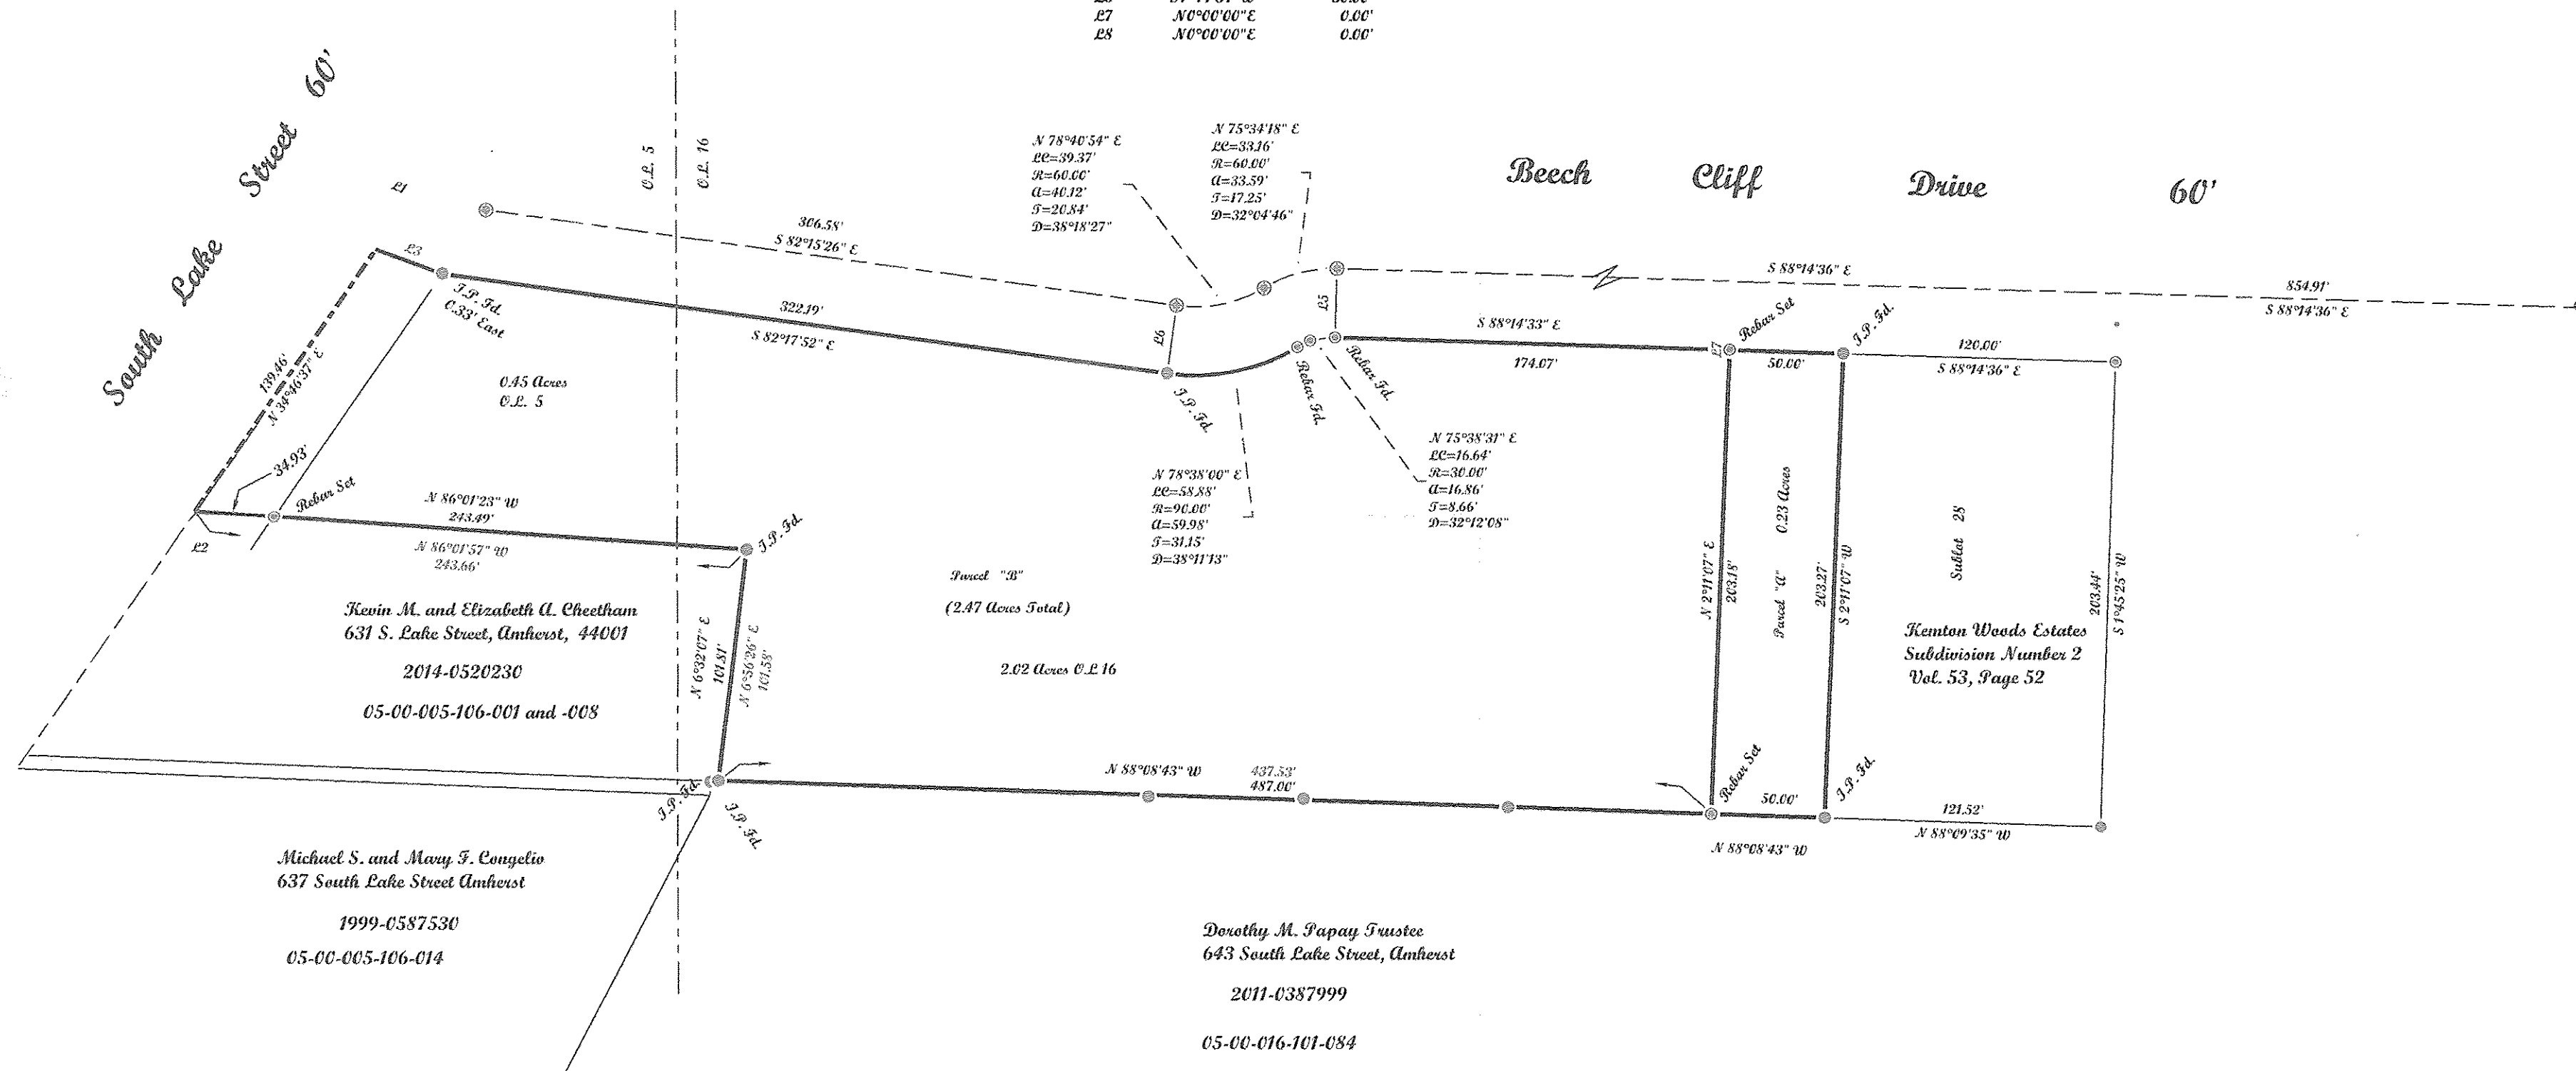 L7 N0°00'00"E 0.00'
L8 N0°00'00"E 0.00'
South Lake Street 60'
Beech Cliff Drive 60'
L1
O.L. 5
O.L. 16
306.58'
S 82°15'26" E
N 78°40'54" E
LC=39.37'
R=60.00'
A=40.12'
T=20.84'
D=38°18'27"
N 75°34'18" E
LC=33.16'
R=60.00'
A=33.59'
T=17.25'
D=32°04'46"
S 88°14'36" E
854.91'
S 88°14'36" E
L3
I.P. Fd.
0.33' East
322.19'
S 82°17'52" E
L6
L5
I.P. Fd.
Rebar Fd.
Rebar Fd.
S 88°14'33" E
174.07'
L7
Rebar Set
50.00'
I.P. Fd.
120.00'
S 88°14'36" E
139.46'
N 34°46'37" E
0.45 Acres
O.L. 5
34.93'
Rebar Set
L2
N 86°01'23" W
243.49'
N 86°01'57" W
243.66'
I.P. Fd.
N 78°38'00" E
LC=58.88'
R=90.00'
A=59.98'
T=31.15'
D=38°11'13"
N 75°38'31" E
LC=16.64'
R=30.00'
A=16.86'
T=8.66'
D=32°12'08"
Parcel "B"
(2.47 Acres Total)
2.02 Acres O.L 16
N 2°11'07" E
203.18'
Parcel "A" 0.23 Acres
203.27'
S 2°11'07" W
Sublot 28
203.44'
S 1°45'25" W
Kemton Woods Estates
Subdivision Number 2
Vol. 53, Page 52
Kevin M. and Elizabeth A. Cheetham
631 S. Lake Street, Amherst, 44001
2014-0520230
05-00-005-106-001 and -008
N 6°32'07" E
101.81'
N 6°56'26" E
101.58'
I.P. Fd.
I.P. Fd.
N 88°08'43" W
437.53'
487.00'
Rebar Set
50.00'
N 88°08'43" W
I.P. Fd.
121.52'
N 88°09'35" W
Michael S. and Mary F. Congelio
637 South Lake Street Amherst
1999-0587530
05-00-005-106-014
Dorothy M. Papay Trustee
643 South Lake Street, Amherst
2011-0387999
05-00-016-101-084